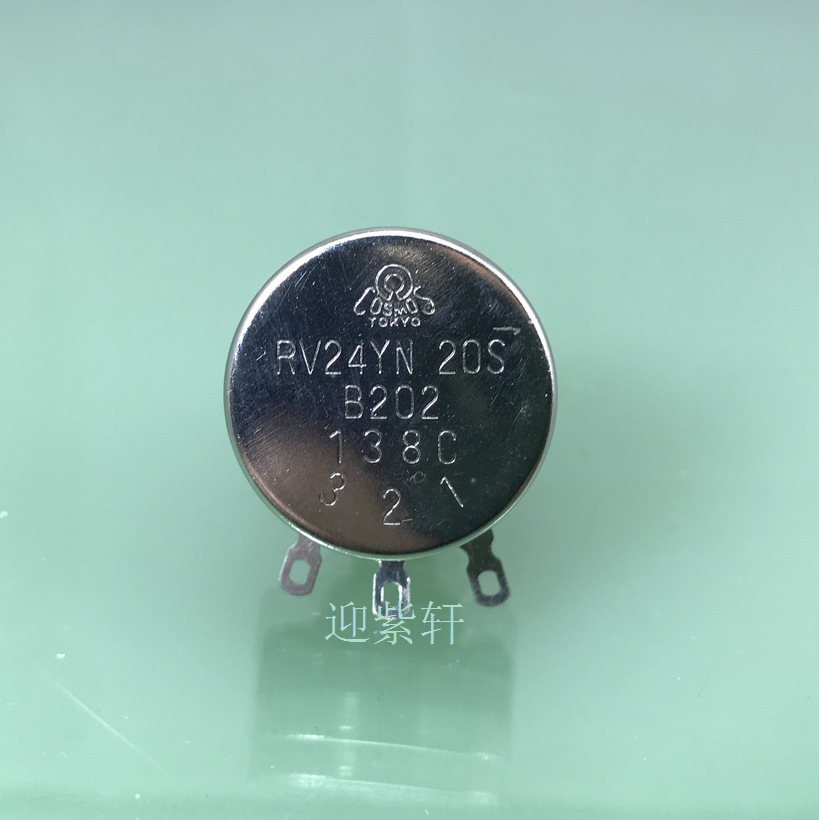 COSMOS
TOKYO
RV24YN 20S
B202
138C
3 2 1
迎紫轩